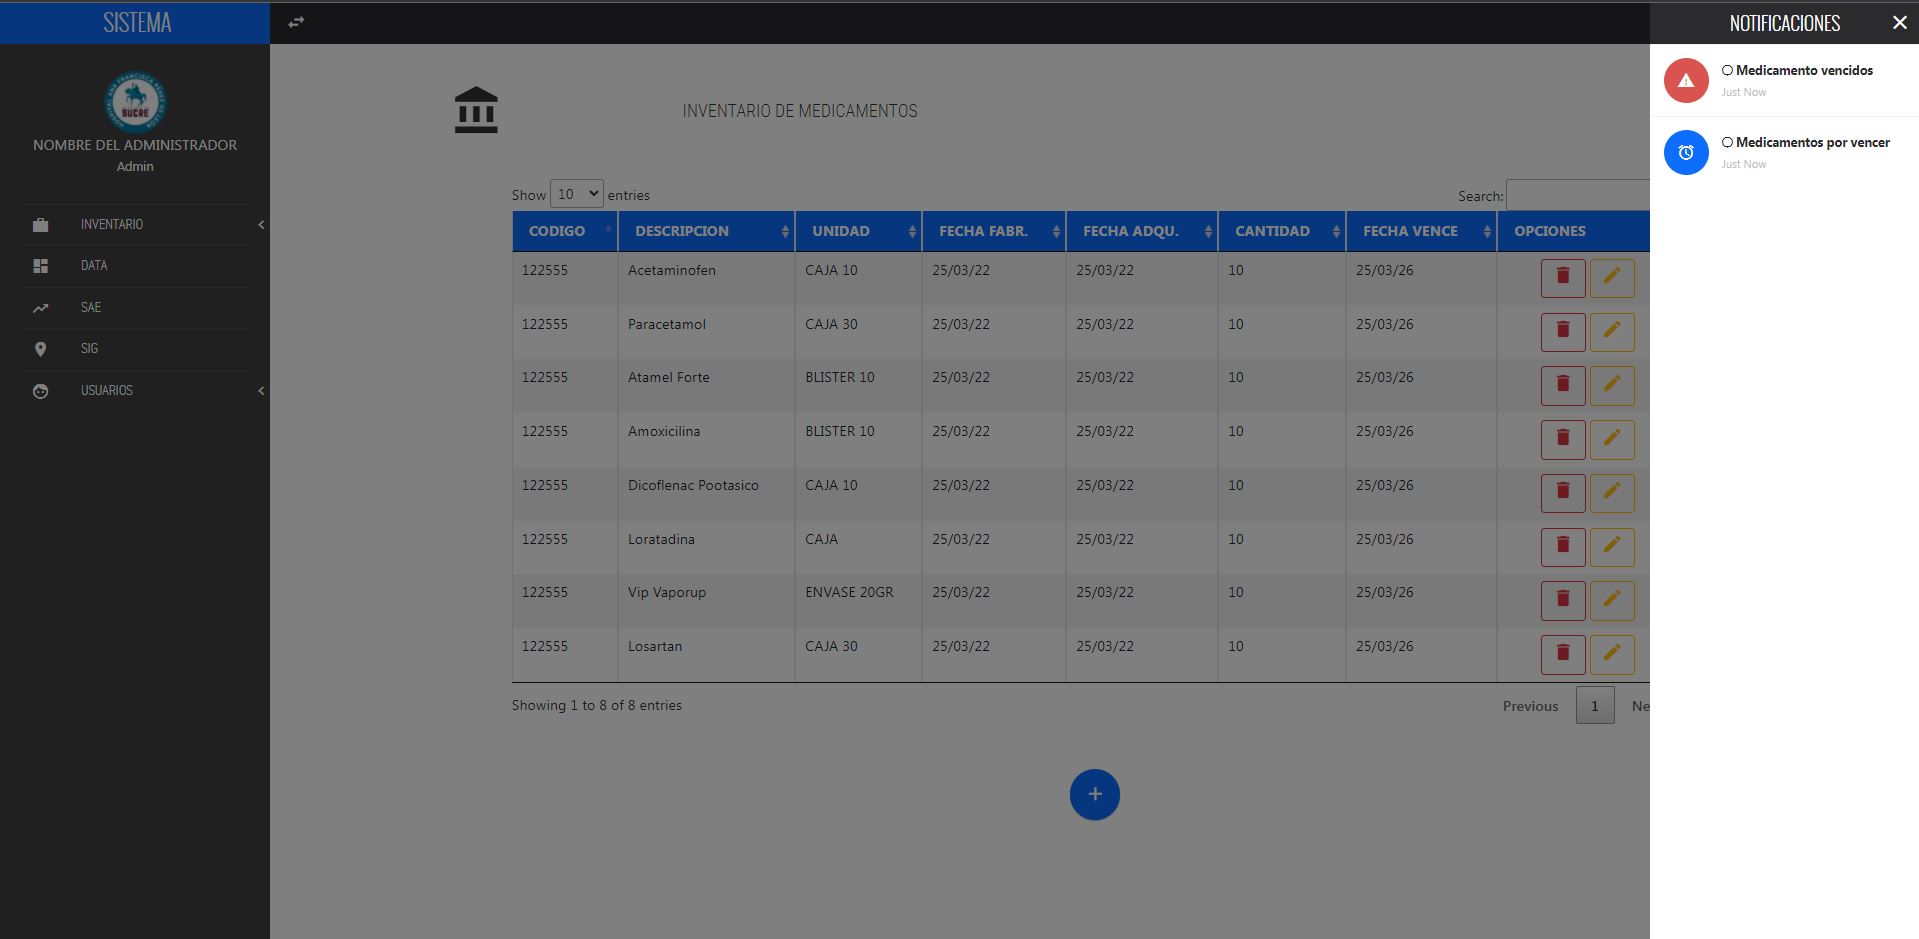 SISTEMA
NOTIFICACIONES
HOSPITAL ANA FRANCISCA PEREZ DE LEON
SUCRE
NOMBRE DEL ADMINISTRADOR
Admin
INVENTARIO
DATA
SAE
SIG
USUARIOS
INVENTARIO DE MEDICAMENTOS
Show 10 entries
Search:
CODIGO DESCRIPCION UNIDAD FECHA FABR. FECHA ADQU. CANTIDAD FECHA VENCE OPCIONES
122555 Acetaminofen CAJA 10 25/03/22 25/03/22 10 25/03/26
122555 Paracetamol CAJA 30 25/03/22 25/03/22 10 25/03/26
122555 Atamel Forte BLISTER 10 25/03/22 25/03/22 10 25/03/26
122555 Amoxicilina BLISTER 10 25/03/22 25/03/22 10 25/03/26
122555 Dicoflenac Pootasico CAJA 10 25/03/22 25/03/22 10 25/03/26
122555 Loratadina CAJA 25/03/22 25/03/22 10 25/03/26
122555 Vip Vaporup ENVASE 20GR 25/03/22 25/03/22 10 25/03/26
122555 Losartan CAJA 30 25/03/22 25/03/22 10 25/03/26
Showing 1 to 8 of 8 entries
Previous 1 Ne
Medicamento vencidos
Just Now
Medicamentos por vencer
Just Now